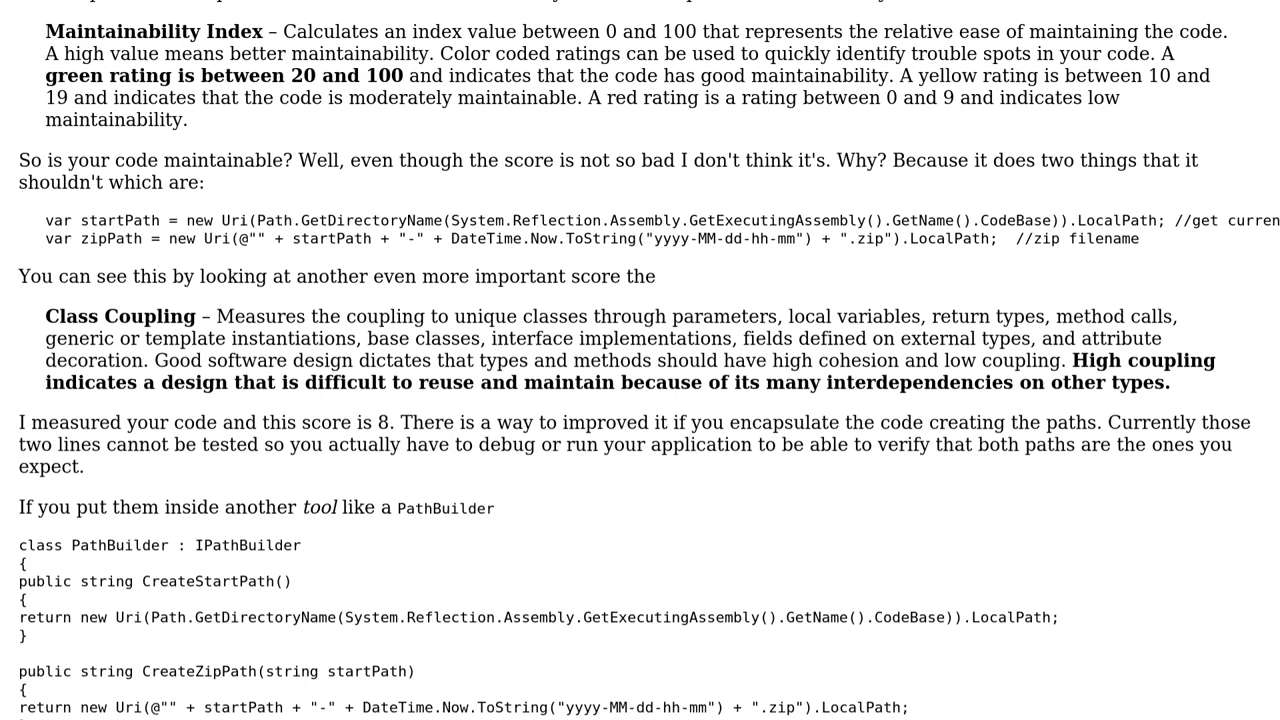 Maintainability Index – Calculates an index value between 0 and 100 that represents the relative ease of maintaining the code.
A high value means better maintainability. Color coded ratings can be used to quickly identify trouble spots in your code. A
green rating is between 20 and 100 and indicates that the code has good maintainability. A yellow rating is between 10 and
19 and indicates that the code is moderately maintainable. A red rating is a rating between 0 and 9 and indicates low
maintainability.
So is your code maintainable? Well, even though the score is not so bad I don't think it's. Why? Because it does two things that it
shouldn't which are:
var startPath = new Uri(Path.GetDirectoryName(System.Reflection.Assembly.GetExecutingAssembly().GetName().CodeBase)).LocalPath; //get curren
var zipPath = new Uri(@"" + startPath + "-" + DateTime.Now.ToString("yyyy-MM-dd-hh-mm") + ".zip").LocalPath;  //zip filename
You can see this by looking at another even more important score the
Class Coupling – Measures the coupling to unique classes through parameters, local variables, return types, method calls,
generic or template instantiations, base classes, interface implementations, fields defined on external types, and attribute
decoration. Good software design dictates that types and methods should have high cohesion and low coupling. High coupling
indicates a design that is difficult to reuse and maintain because of its many interdependencies on other types.
I measured your code and this score is 8. There is a way to improved it if you encapsulate the code creating the paths. Currently those
two lines cannot be tested so you actually have to debug or run your application to be able to verify that both paths are the ones you
expect.
If you put them inside another tool like a PathBuilder
class PathBuilder : IPathBuilder
{
public string CreateStartPath()
{
return new Uri(Path.GetDirectoryName(System.Reflection.Assembly.GetExecutingAssembly().GetName().CodeBase)).LocalPath;
}
public string CreateZipPath(string startPath)
{
return new Uri(@"" + startPath + "-" + DateTime.Now.ToString("yyyy-MM-dd-hh-mm") + ".zip").LocalPath;